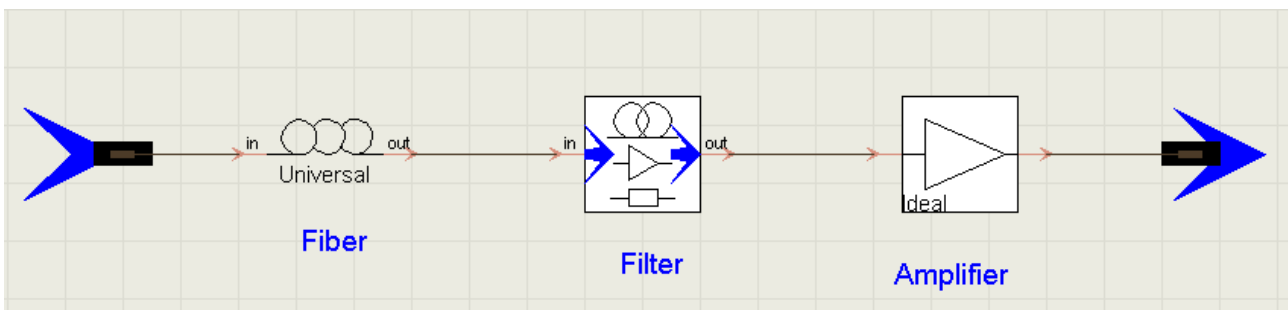 in
out
Universal
Fiber
in
out
Filter
Ideal
Amplifier